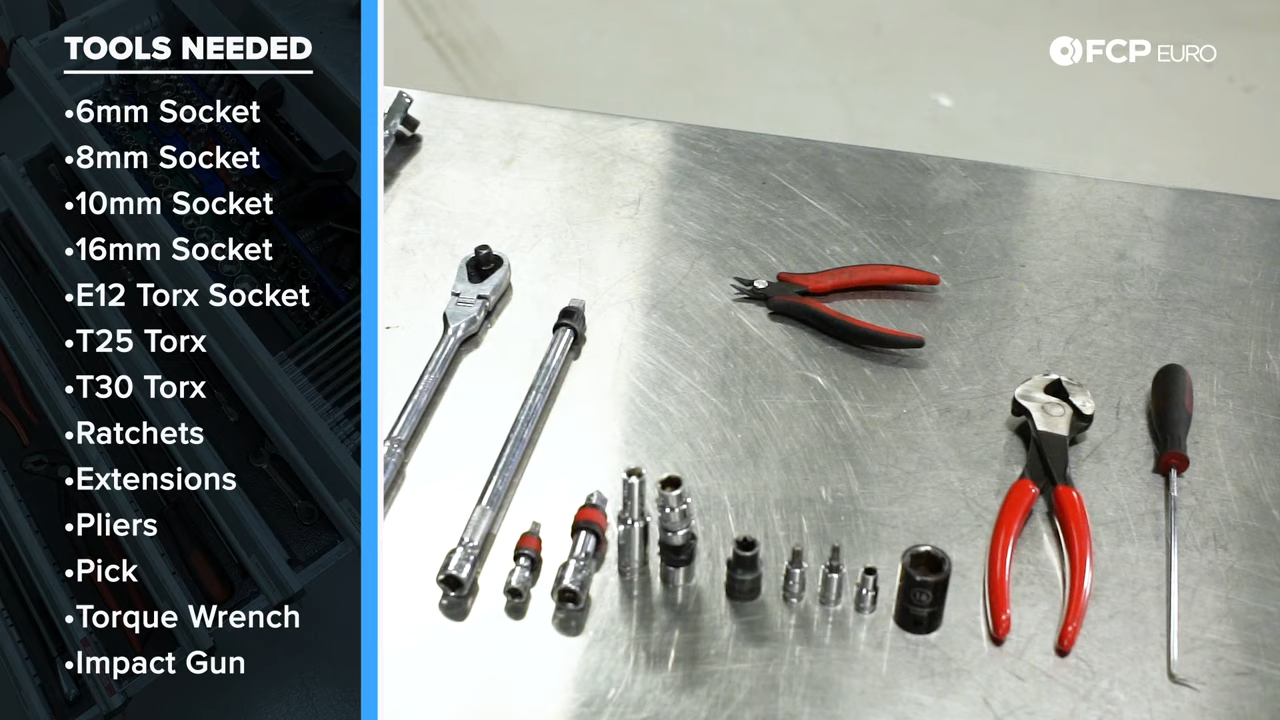 TOOLS NEEDED
•6mm Socket
•8mm Socket
•10mm Socket
•16mm Socket
•E12 Torx Socket
•T25 Torx
•T30 Torx
•Ratchets
•Extensions
•Pliers
•Pick
•Torque Wrench
•Impact Gun
FCP EURO
16